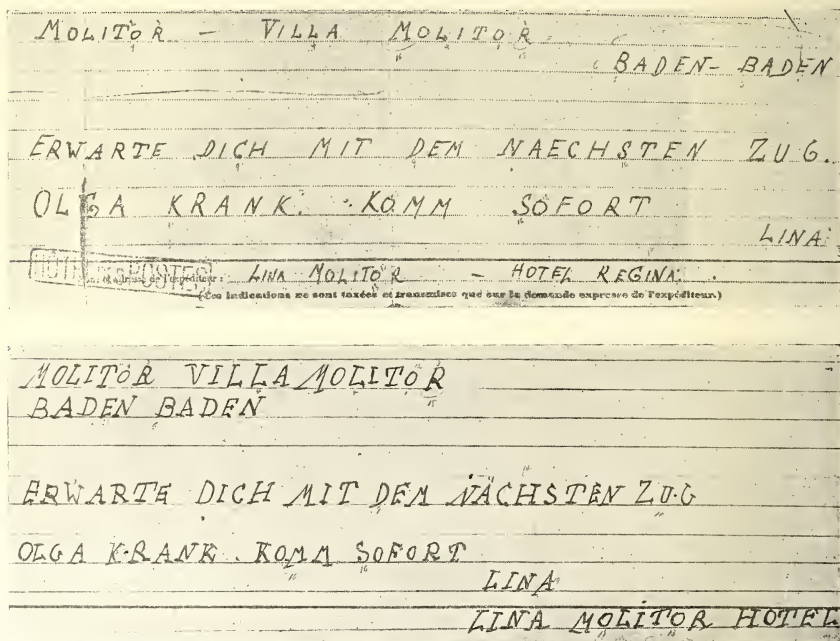 MOLITOR – VILLA MOLITOR
BADEN-BADEN
ERWARTE DICH MIT DEM NAECHSTEN ZUG.
OLGA KRANK. KOMM SOFORT
LINA
LINA MOLITOR – HOTEL REGINA.
(Ces indications ne sont taxées et transmises que sur la demande expresse de l'expéditeur.)
MOLITOR VILLA MOLITOR
BADEN BADEN
ERWARTE DICH MIT DEM NÄCHSTEN ZUG
OLGA KRANK. KOMM SOFORT
LINA
LINA MOLITOR HOTEL